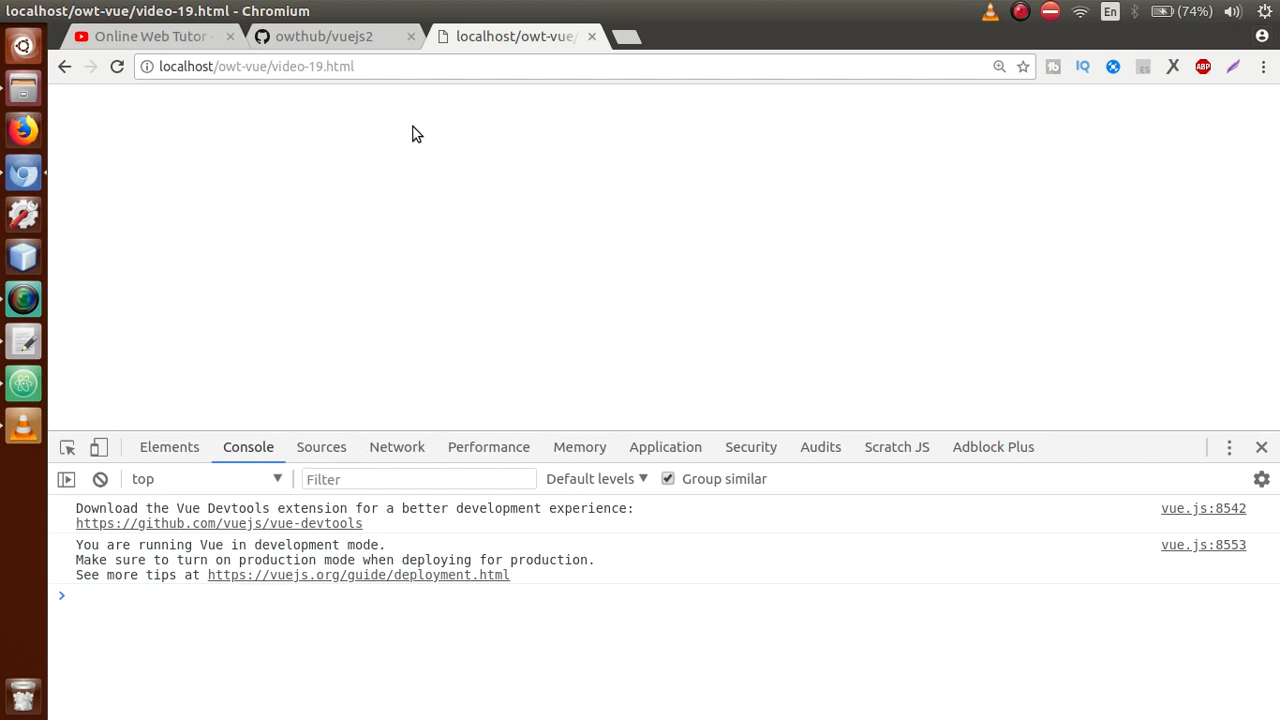 localhost/owt-vue/video-19.html - Chromium
En
(74%)
Online Web Tutor -
owthub/vuejs2
localhost/owt-vue/
localhost/owt-vue/video-19.html
fb
IQ
ES
X
ABP
Elements
Console
Sources
Network
Performance
Memory
Application
Security
Audits
Scratch JS
Adblock Plus
top
Filter
Default levels
Group similar
Download the Vue Devtools extension for a better development experience:
vue.js:8542
https://github.com/vuejs/vue-devtools
You are running Vue in development mode.
vue.js:8553
Make sure to turn on production mode when deploying for production.
See more tips at https://vuejs.org/guide/deployment.html